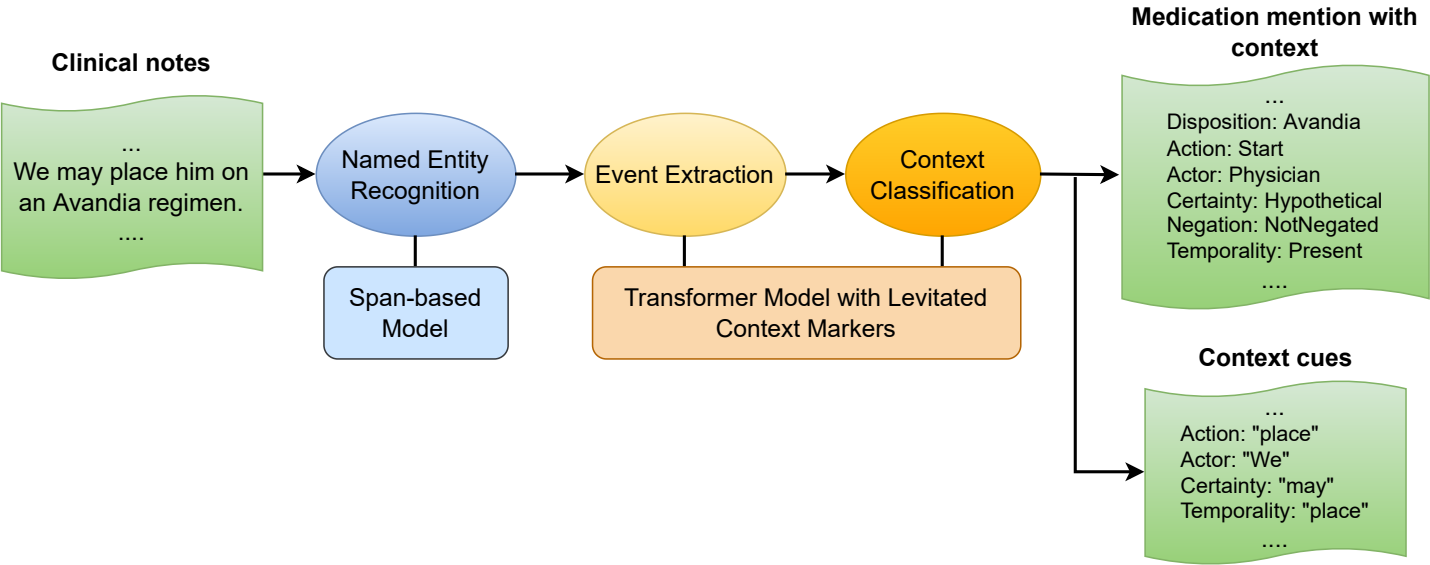 Clinical notes
...
We may place him on
an Avandia regimen.
....
Named Entity
Recognition
Span-based
Model
Event Extraction
Context
Classification
Transformer Model with Levitated
Context Markers
Medication mention with
context
...
Disposition: Avandia
Action: Start
Actor: Physician
Certainty: Hypothetical
Negation: NotNegated
Temporality: Present
....
Context cues
...
Action: "place"
Actor: "We"
Certainty: "may"
Temporality: "place"
....